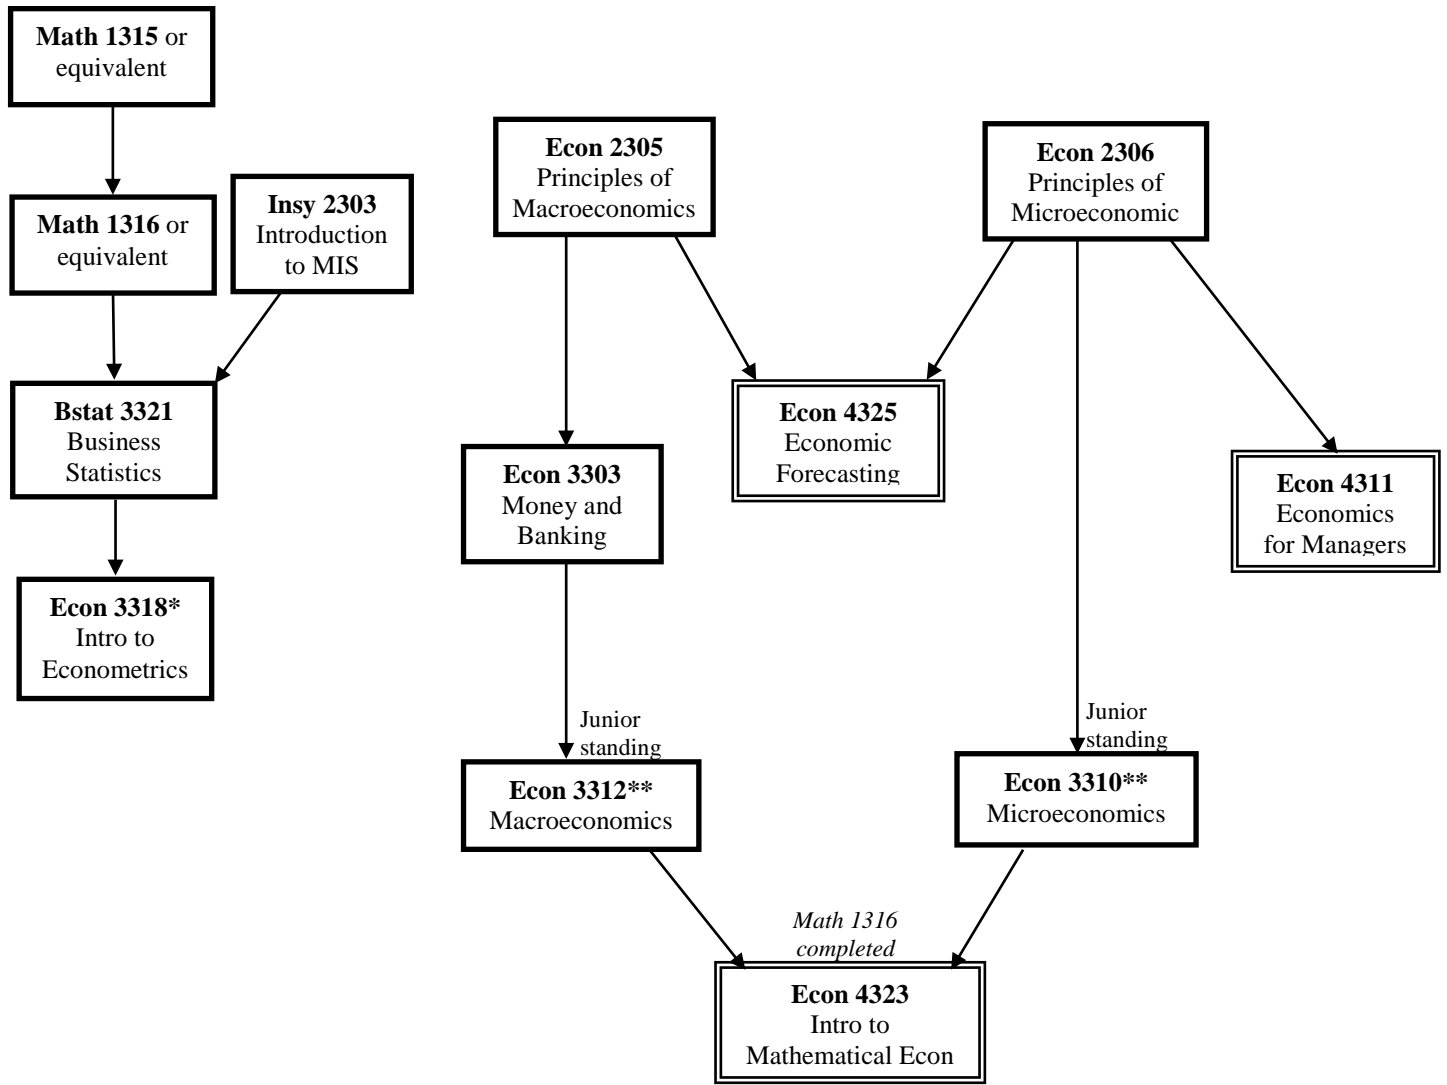 Math 1315 or
equivalent
Math 1316 or
equivalent
Insy 2303
Introduction
to MIS
Bstat 3321
Business
Statistics
Econ 3318*
Intro to
Econometrics
Econ 2305
Principles of
Macroeconomics
Econ 2306
Principles of
Microeconomic
Econ 4325
Economic
Forecasting
Econ 3303
Money and
Banking
Econ 4311
Economics
for Managers
Junior
standing
Econ 3312**
Macroeconomics
Junior
standing
Econ 3310**
Microeconomics
Math 1316
completed
Econ 4323
Intro to
Mathematical Econ